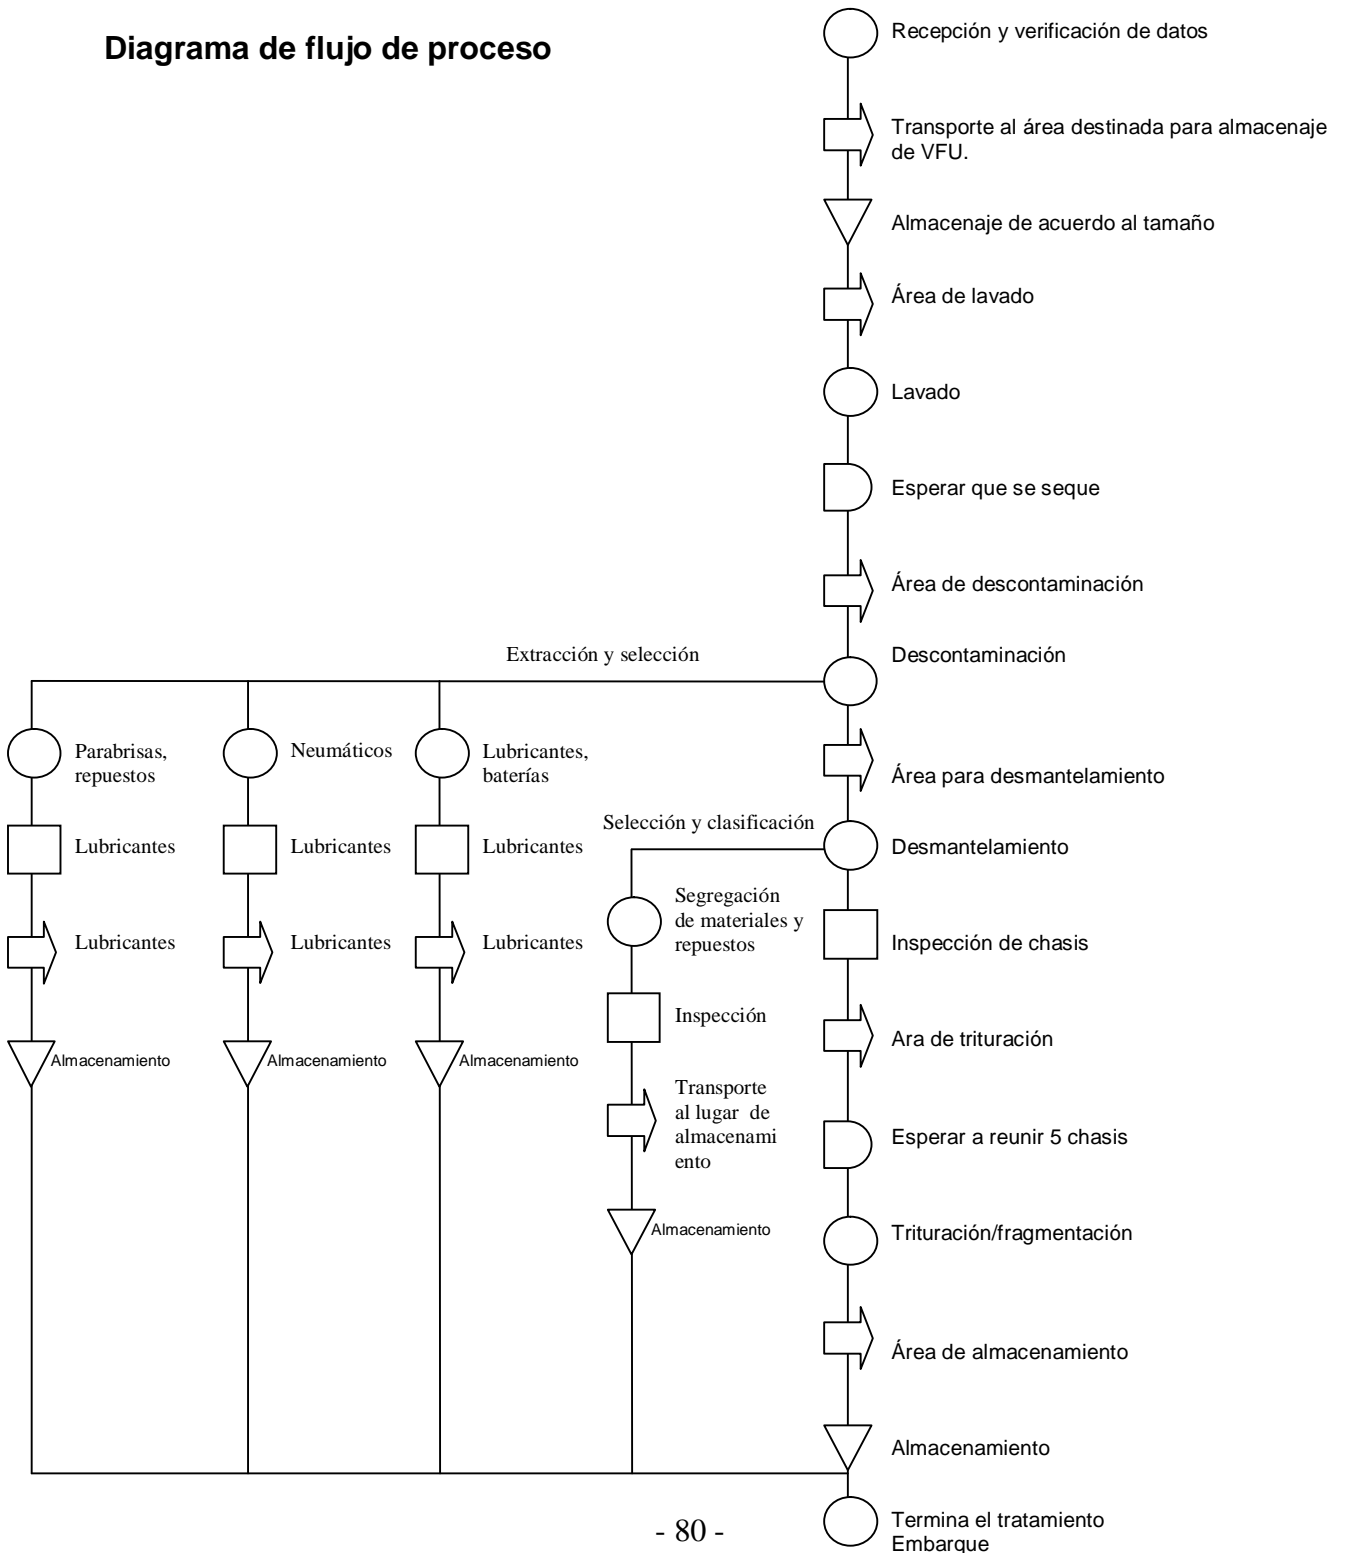 Diagrama de flujo de proceso
Recepción y verificación de datos
Transporte al área destinada para almacenaje
de VFU.
Almacenaje de acuerdo al tamaño
Área de lavado
Lavado
Esperar que se seque
Área de descontaminación
Extracción y selección
Descontaminación
Parabrisas,
repuestos
Neumáticos
Lubricantes,
baterías
Área para desmantelamiento
Selección y clasificación
Lubricantes
Lubricantes
Lubricantes
Desmantelamiento
Segregación
de materiales y
repuestos
Lubricantes
Lubricantes
Lubricantes
Inspección de chasis
Inspección
Ara de trituración
Almacenamiento
Almacenamiento
Almacenamiento
Transporte
al lugar  de
almacenami
ento
Esperar a reunir 5 chasis
Almacenamiento
Trituración/fragmentación
Área de almacenamiento
Almacenamiento
Termina el tratamiento
Embarque
- 80 -